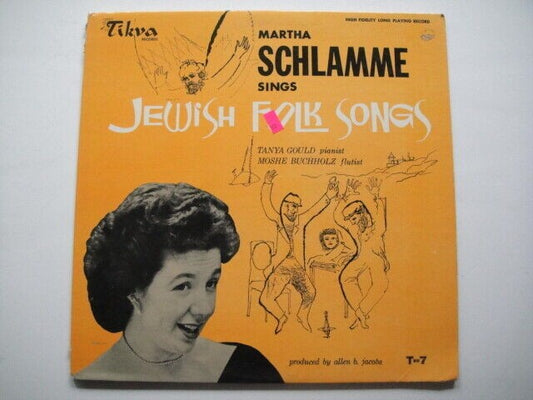 Tikva
RECORDS
HIGH FIDELITY LONG PLAYING RECORD
MARTHA
SCHLAMME
SINGS
JEWISH FOLK SONGS
TANYA GOULD pianist
MOSHE BUCHHOLZ flutist
produced by allen b. jacobs
T-7